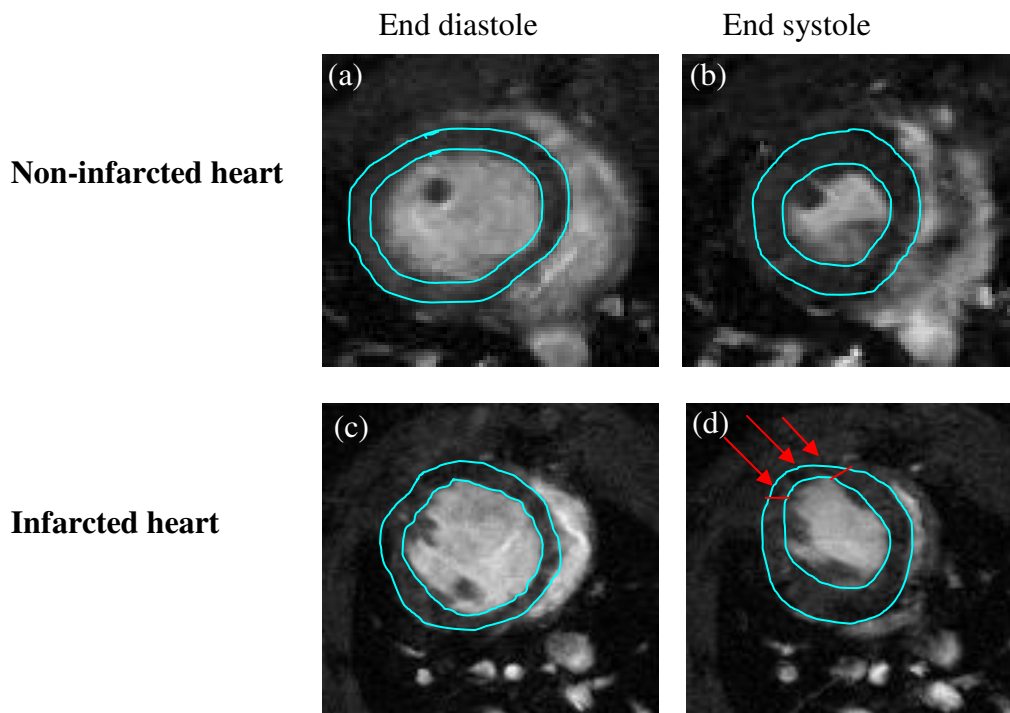 End diastole
End systole
(a)
(b)
Non-infarcted heart
(c)
(d)
Infarcted heart